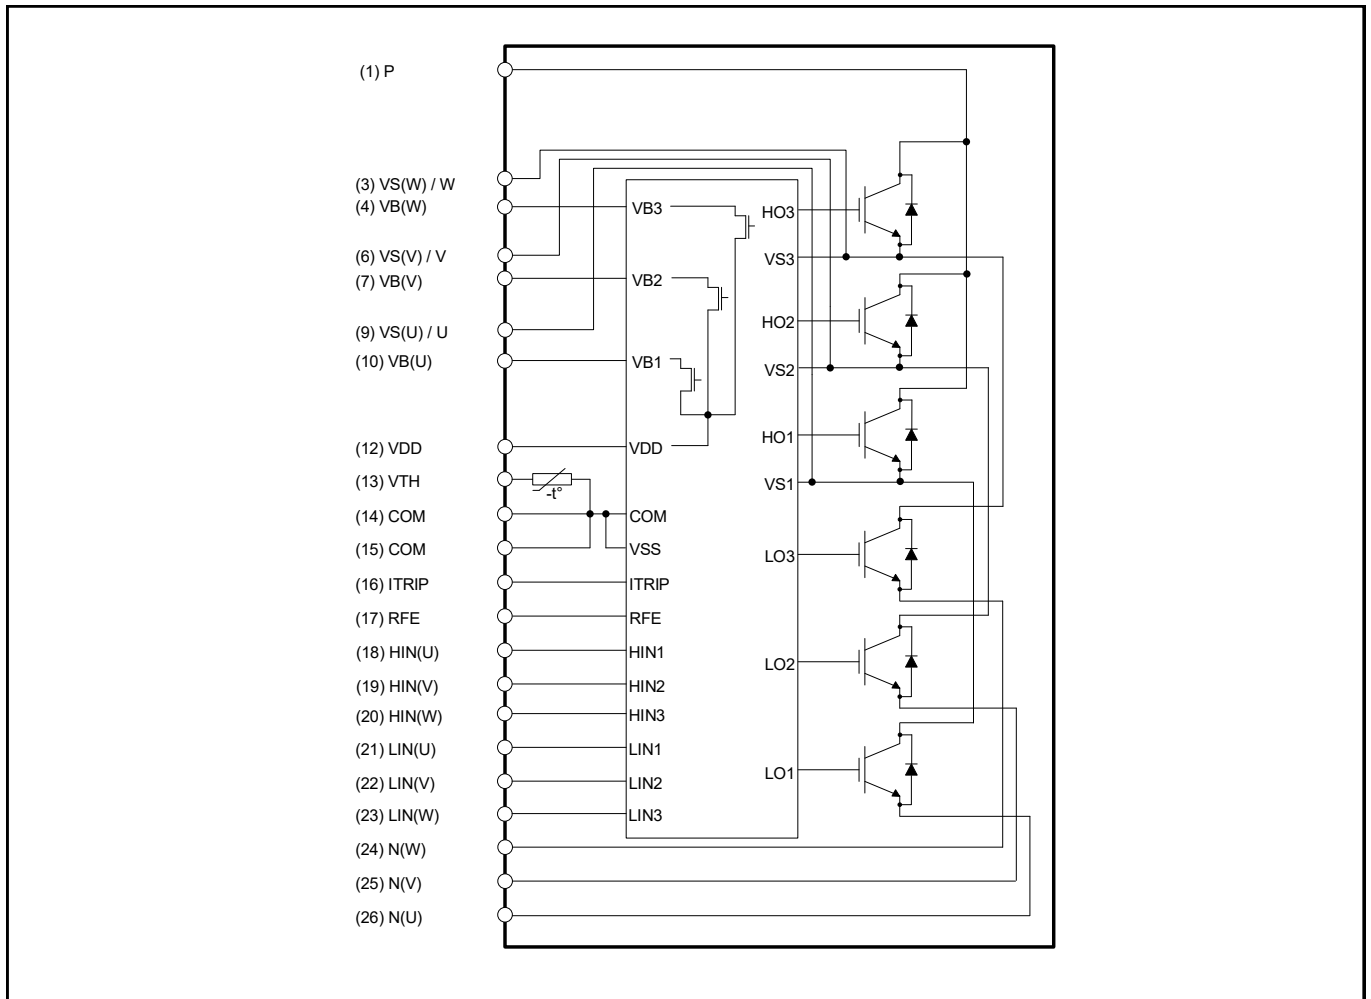 (1) P
(3) VS(W) / W
(4) VB(W)
(6) VS(V) / V
(7) VB(V)
(9) VS(U) / U
(10) VB(U)
(12) VDD
(13) VTH
(14) COM
(15) COM
(16) ITRIP
(17) RFE
(18) HIN(U)
(19) HIN(V)
(20) HIN(W)
(21) LIN(U)
(22) LIN(V)
(23) LIN(W)
(24) N(W)
(25) N(V)
(26) N(U)
-t°
VB3
VB2
VB1
VDD
COM
VSS
ITRIP
RFE
HIN1
HIN2
HIN3
LIN1
LIN2
LIN3
HO3
VS3
HO2
VS2
HO1
VS1
LO3
LO2
LO1